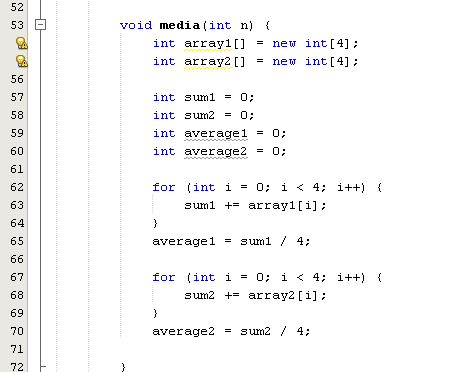 52
53 void media(int n) {
int array1[] = new int[4];
int array2[] = new int[4];
56
57 int sum1 = 0;
58 int sum2 = 0;
59 int average1 = 0;
60 int average2 = 0;
61
62 for (int i = 0; i < 4; i++) {
63 sum1 += array1[i];
64 }
65 average1 = sum1 / 4;
66
67 for (int i = 0; i < 4; i++) {
68 sum2 += array2[i];
69 }
70 average2 = sum2 / 4;
71
72 }